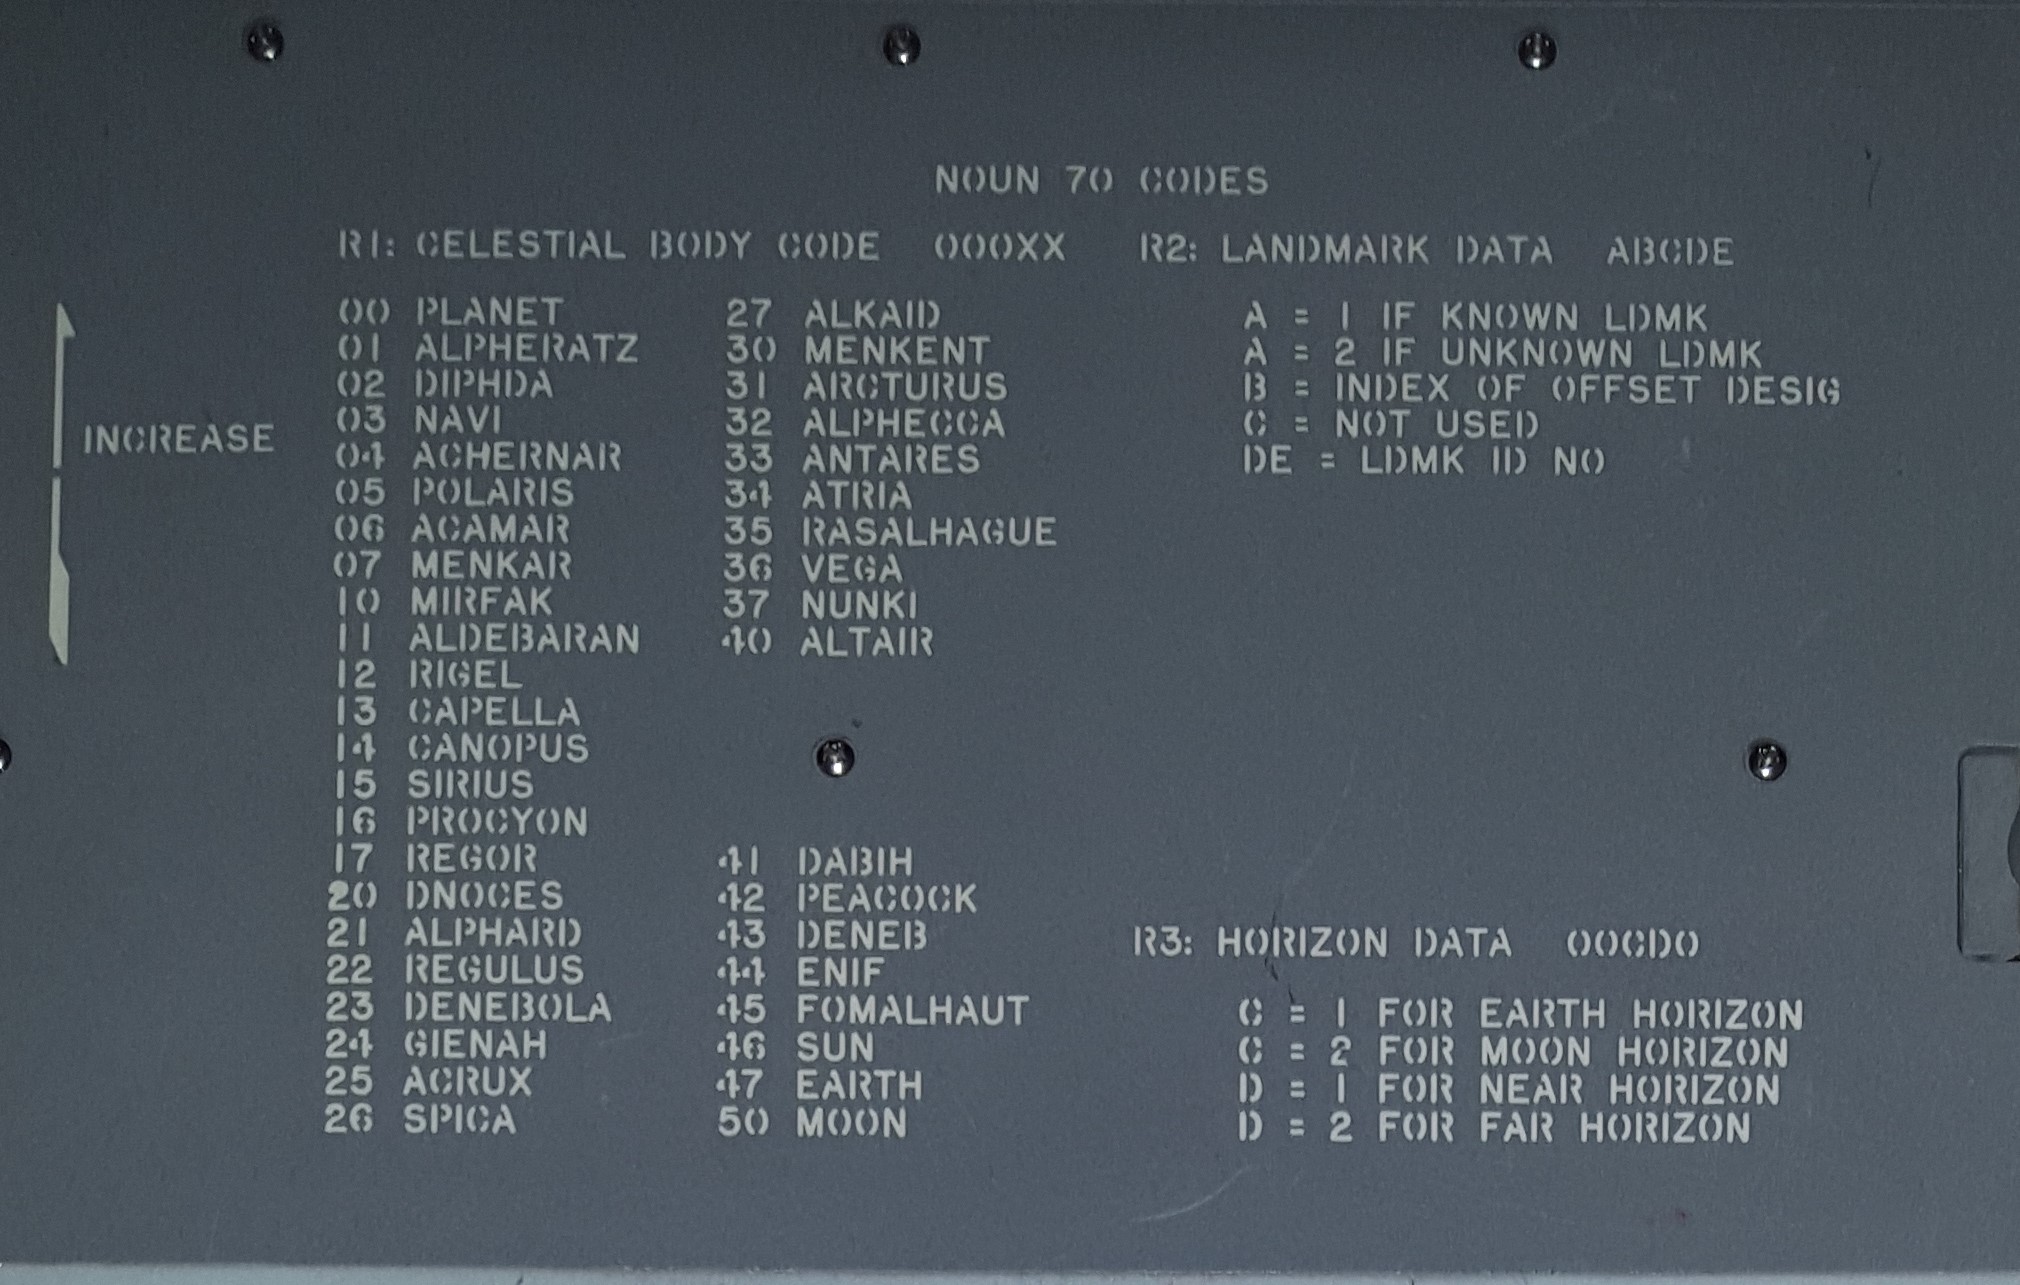 NOUN 70 CODES
R1: CELESTIAL BODY CODE 000XX
00 PLANET
01 ALPHERATZ
02 DIPHDA
03 NAVI
04 ACHERNAR
05 POLARIS
06 ACAMAR
07 MENKAR
10 MIRFAK
11 ALDEBARAN
12 RIGEL
13 CAPELLA
14 CANOPUS
15 SIRIUS
16 PROCYON
17 REGOR
20 DNOCES
21 ALPHARD
22 REGULUS
23 DENEBOLA
24 GIENAH
25 ACRUX
26 SPICA
27 ALKAID
30 MENKENT
31 ARCTURUS
32 ALPHECCA
33 ANTARES
34 ATRIA
35 RASALHAGUE
36 VEGA
37 NUNKI
40 ALTAIR
41 DABIH
42 PEACOCK
43 DENEB
44 ENIF
45 FOMALHAUT
46 SUN
47 EARTH
50 MOON
R2: LANDMARK DATA ABCDE
A = 1 IF KNOWN LDMK
A = 2 IF UNKNOWN LDMK
B = INDEX OF OFFSET DESIG
C = NOT USED
DE = LDMK ID NO
R3: HORIZON DATA 00CD0
C = 1 FOR EARTH HORIZON
C = 2 FOR MOON HORIZON
D = 1 FOR NEAR HORIZON
D = 2 FOR FAR HORIZON
INCREASE